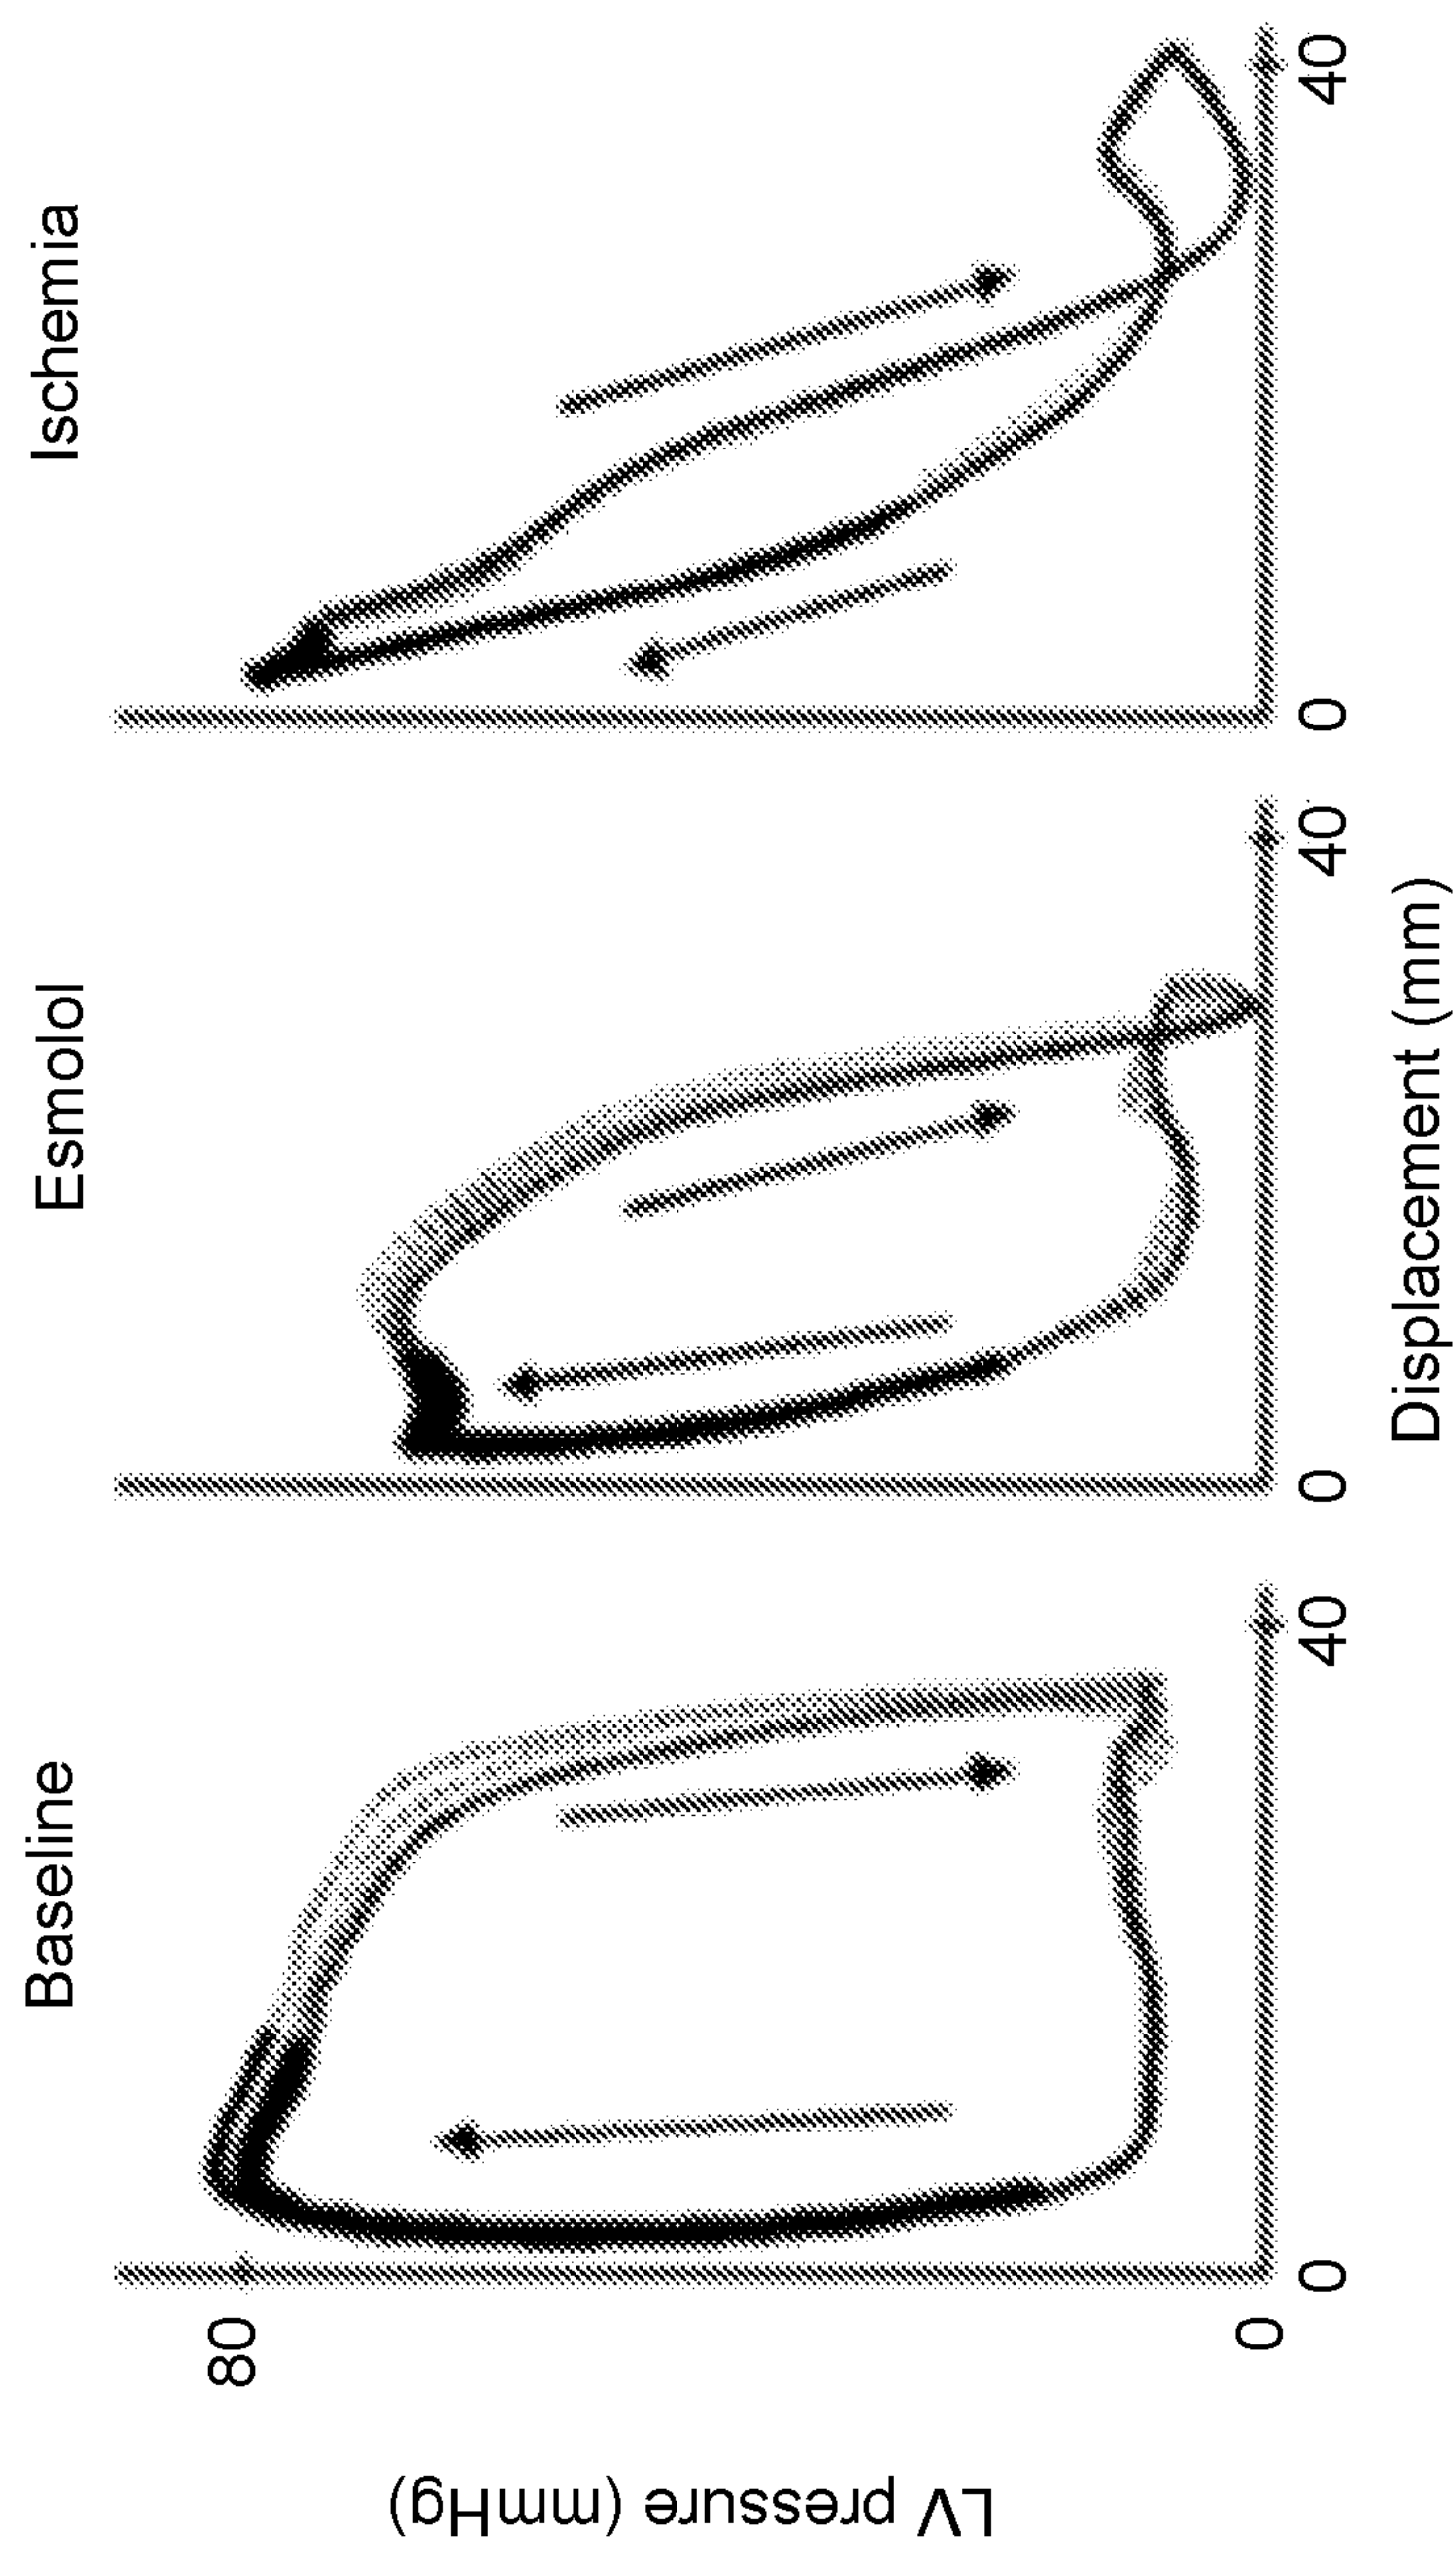 Baseline
Esmolol
Ischemia
LV pressure (mmHg)
80
0
0
40
0
40
0
40
Displacement (mm)